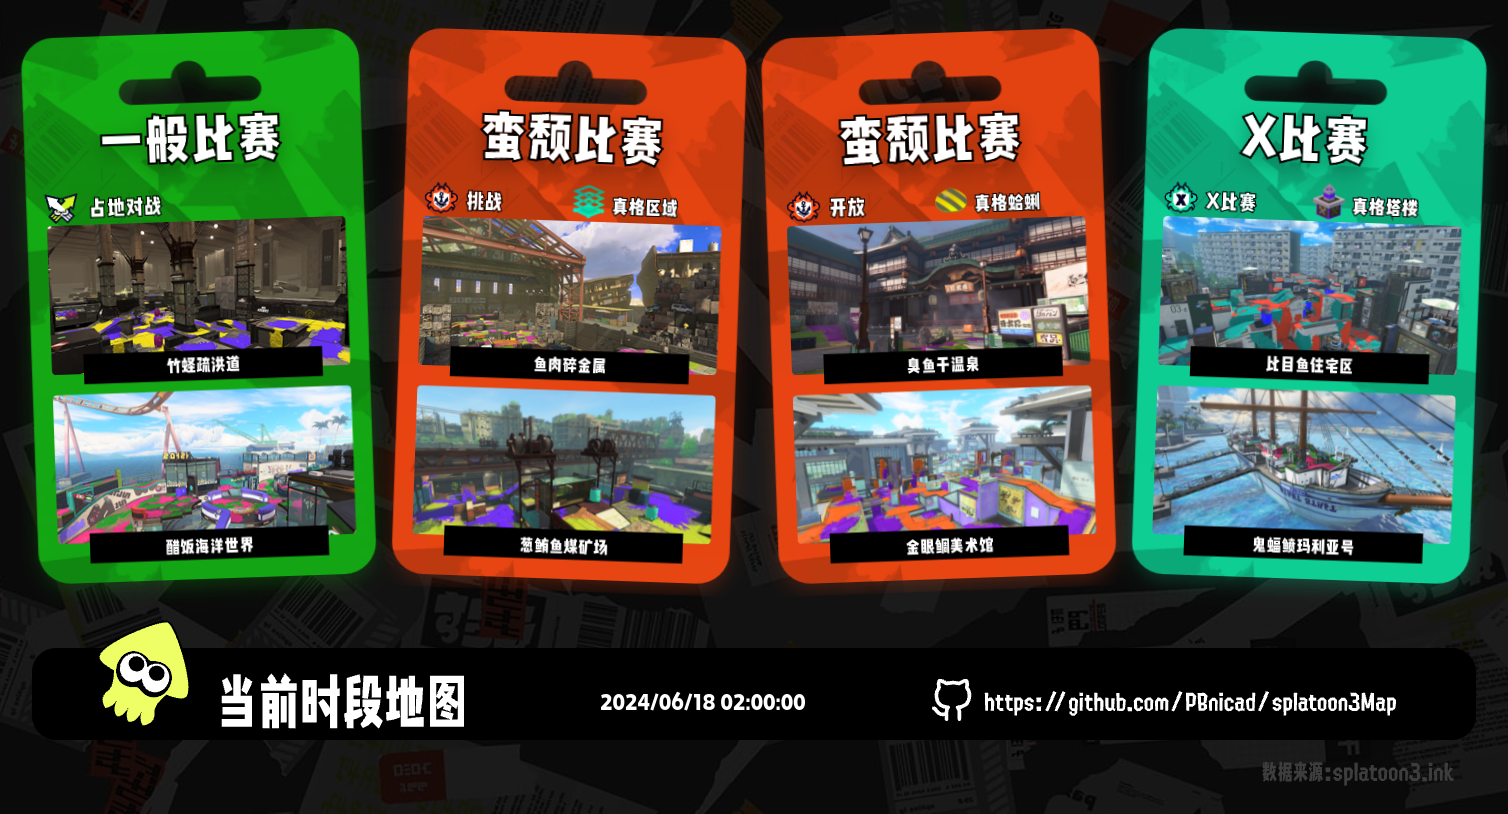 一般比赛
占地对战
竹蛏疏洪道
醋饭海洋世界
蛮颓比赛
挑战
真格区域
鱼肉碎金属
葱鲔鱼煤矿场
蛮颓比赛
开放
真格蛤蜊
臭鱼干温泉
金眼鲷美术馆
X比赛
X比赛
真格塔楼
比目鱼住宅区
鬼蝠鲼玛利亚号
当前时段地图
2024/06/18 02:00:00
https://github.com/PBnicad/splatoon3Map
数据来源:splatoon3.ink